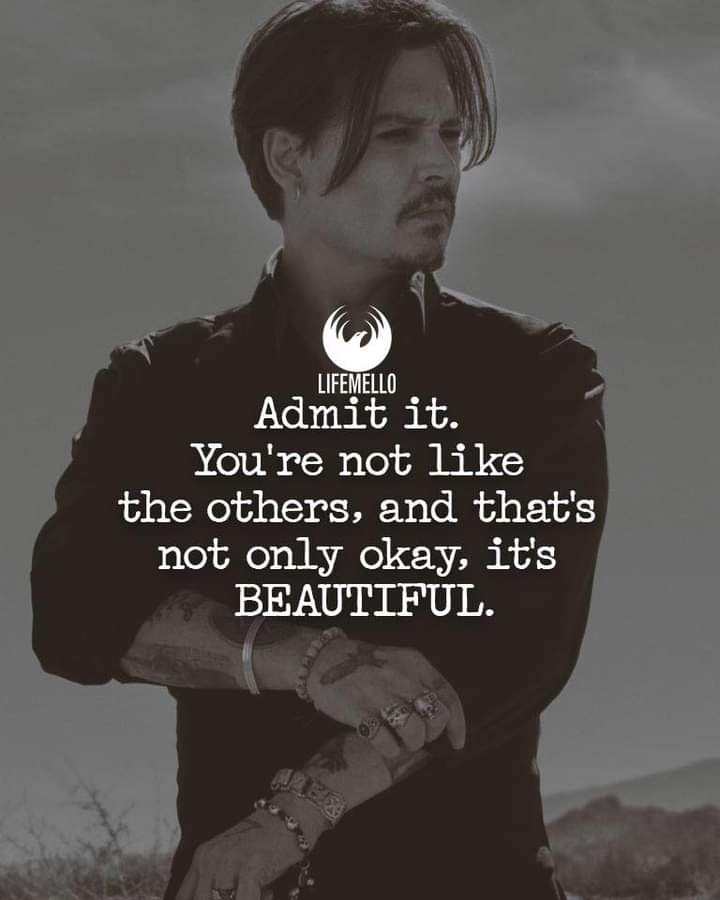 LIFEMELLO
Admit it.
You're not like
the others, and that's
not only okay, it's
BEAUTIFUL.